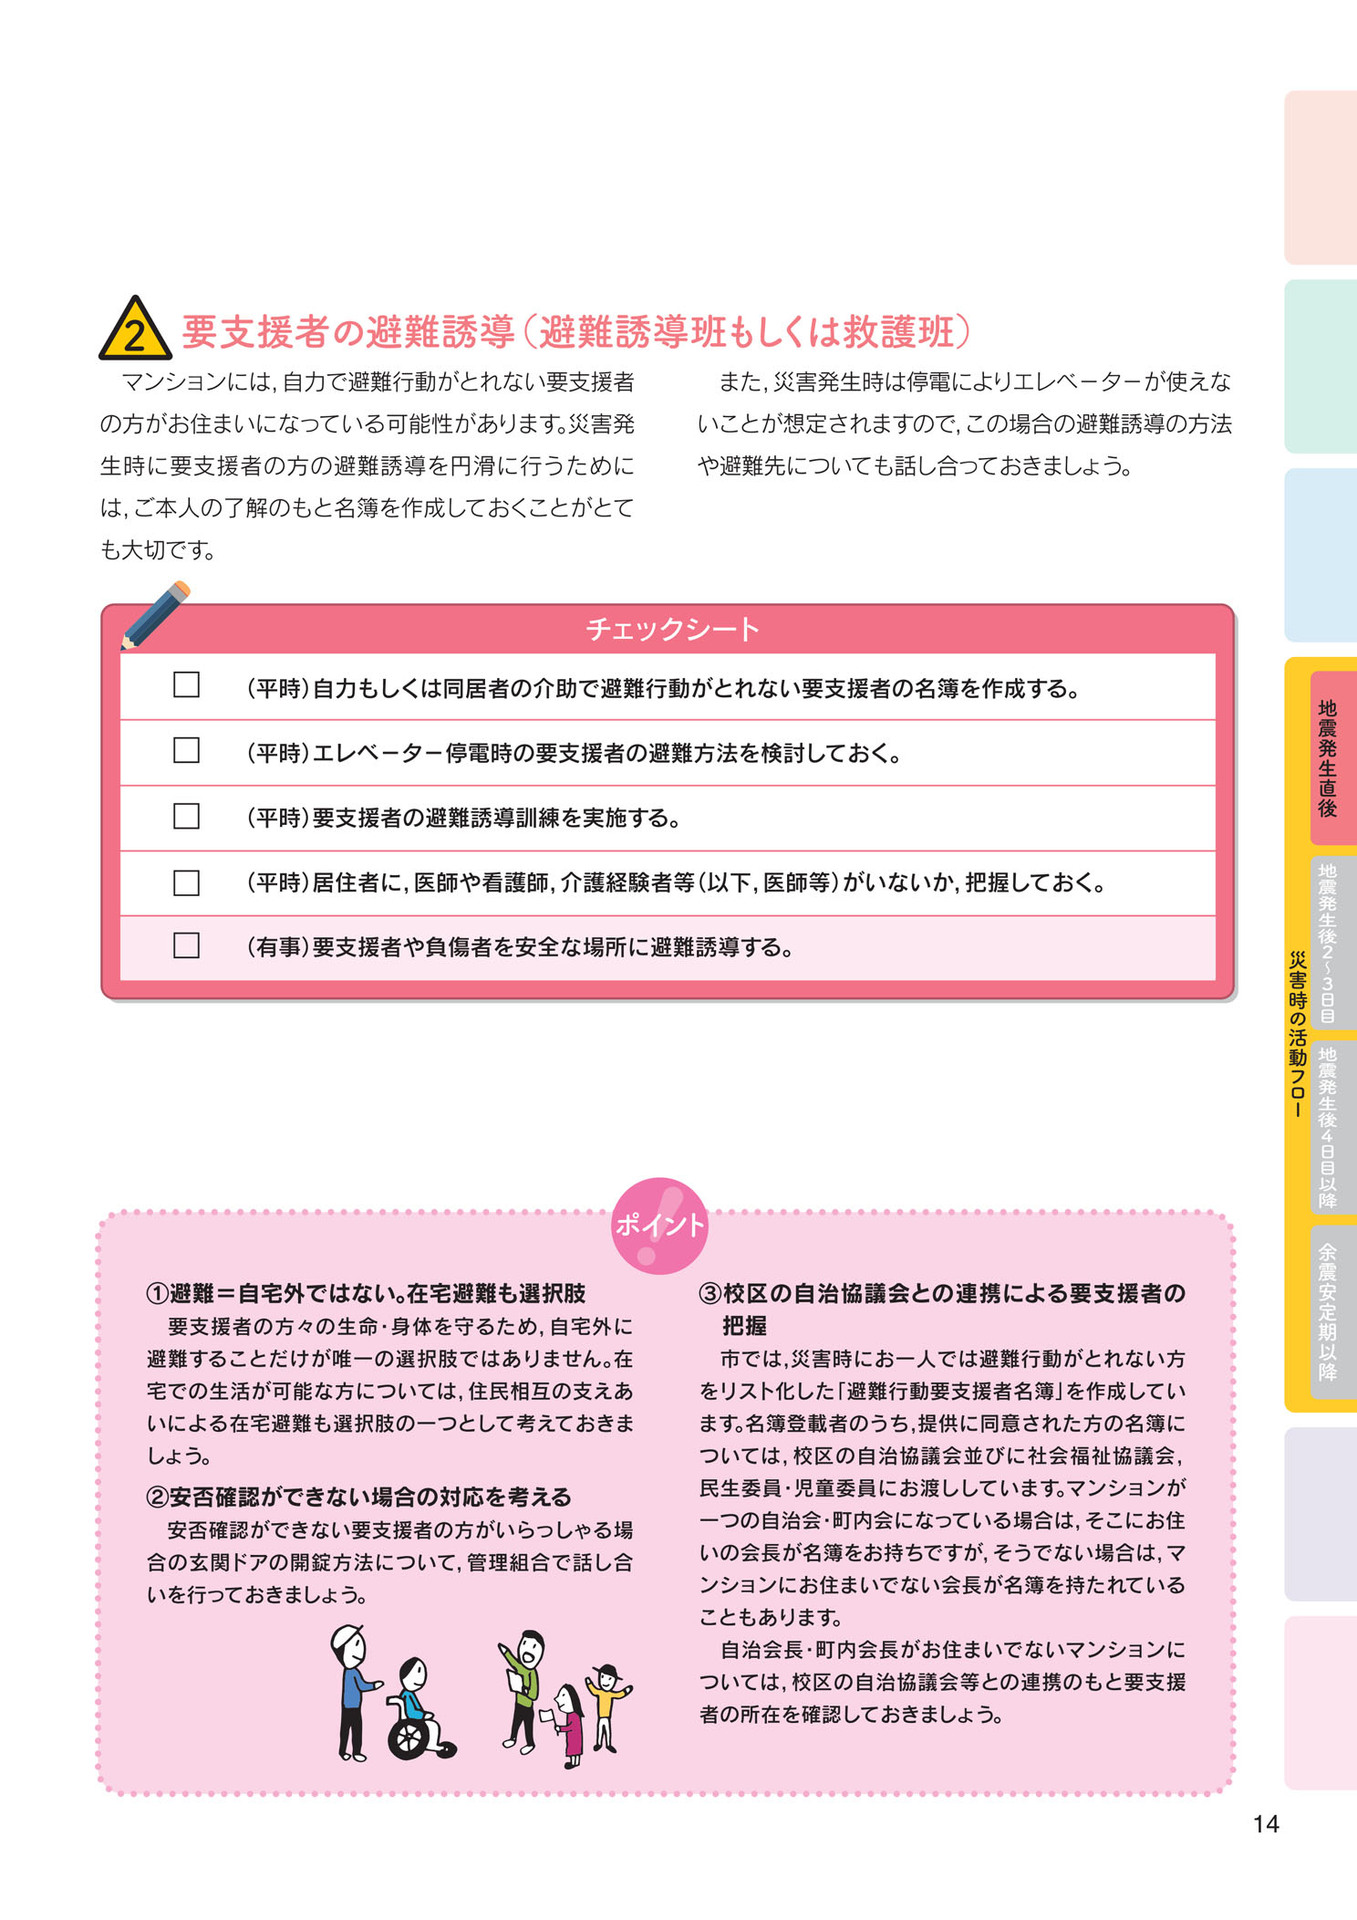 2 要支援者の避難誘導（避難誘導班もしくは救護班）
マンションには，自力で避難行動がとれない要支援者
の方がお住まいになっている可能性があります。災害発
生時に要支援者の方の避難誘導を円滑に行うために
は，ご本人の了解のもと名簿を作成しておくことがとて
も大切です。
また，災害発生時は停電によりエレベーターが使えな
いことが想定されますので，この場合の避難誘導の方法
や避難先についても話し合っておきましょう。
チェックシート
（平時）自力もしくは同居者の介助で避難行動がとれない要支援者の名簿を作成する。
（平時）エレベーター停電時の要支援者の避難方法を検討しておく。
（平時）要支援者の避難誘導訓練を実施する。
（平時）居住者に，医師や看護師，介護経験者等（以下，医師等）がいないか，把握しておく。
（有事）要支援者や負傷者を安全な場所に避難誘導する。
ポイント
①避難＝自宅外ではない。在宅避難も選択肢
要支援者の方々の生命・身体を守るため，自宅外に
避難することだけが唯一の選択肢ではありません。在
宅での生活が可能な方については，住民相互の支えあ
いによる在宅避難も選択肢の一つとして考えておきま
しょう。
②安否確認ができない場合の対応を考える
安否確認ができない要支援者の方がいらっしゃる場
合の玄関ドアの開錠方法について，管理組合で話し合
いを行っておきましょう。
③校区の自治協議会との連携による要支援者の
把握
市では，災害時にお一人では避難行動がとれない方
をリスト化した「避難行動要支援者名簿」を作成してい
ます。名簿登載者のうち，提供に同意された方の名簿に
ついては，校区の自治協議会並びに社会福祉協議会，
民生委員・児童委員にお渡ししています。マンションが
一つの自治会・町内会になっている場合は，そこにお住
いの会長が名簿をお持ちですが，そうでない場合は，マ
ンションにお住まいでない会長が名簿を持たれている
こともあります。
自治会長・町内会長がお住まいでないマンションに
ついては，校区の自治協議会等との連携のもと要支援
者の所在を確認しておきましょう。
災害時の活動フロー
地震発生直後
地震発生後２～３日目
地震発生後４日目以降
余震安定期以降
14